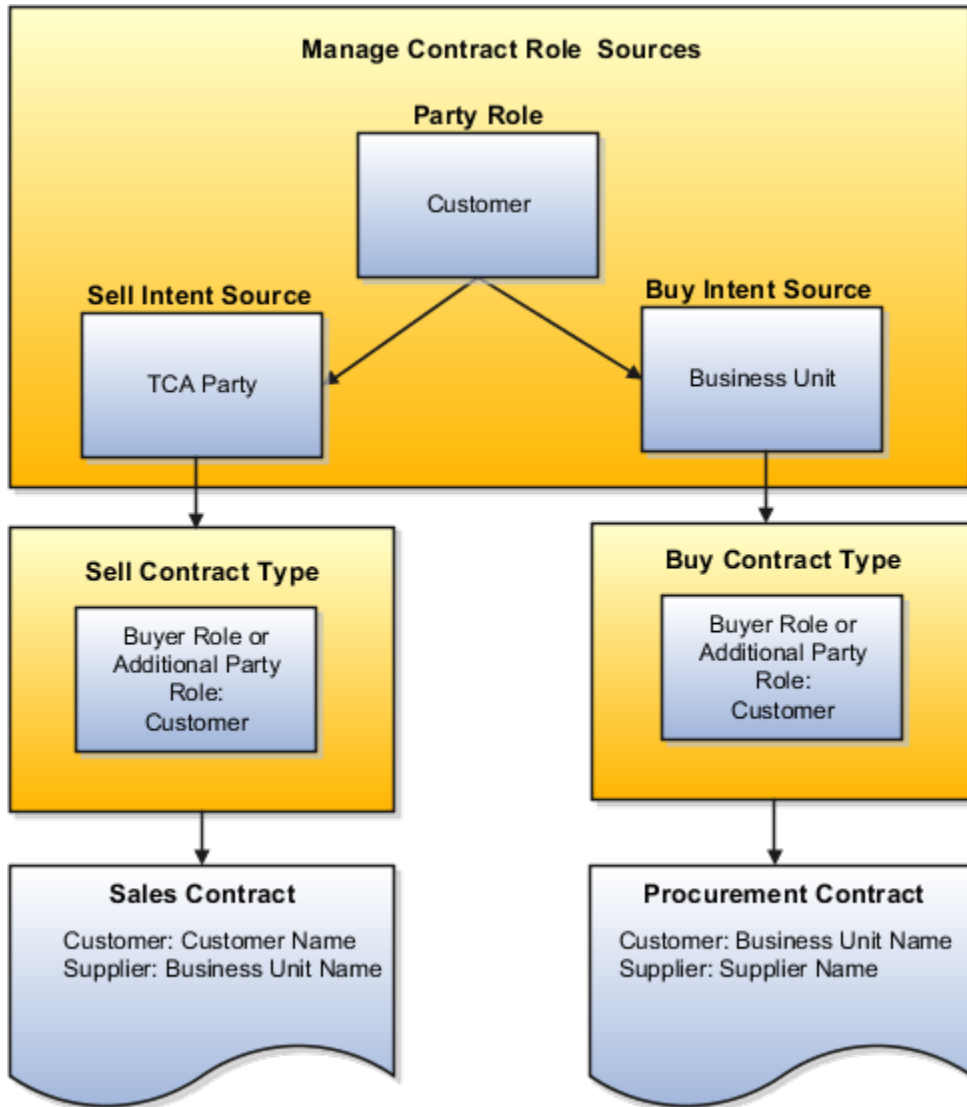 Manage Contract Role Sources
Party Role
Customer
Sell Intent Source
Buy Intent Source
TCA Party
Business Unit
Sell Contract Type
Buyer Role or
Additional Party
Role:
Customer
Buy Contract Type
Buyer Role or
Additional Party
Role:
Customer
Sales Contract
Customer: Customer Name
Supplier: Business Unit Name
Procurement Contract
Customer: Business Unit Name
Supplier: Supplier Name